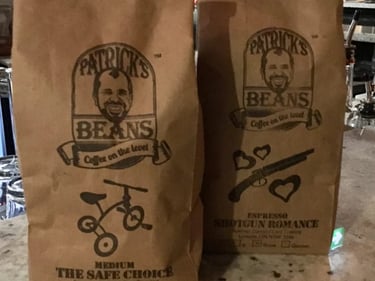 PATRICK'S
BEANS
Coffee on the level
MEDIUM
THE SAFE CHOICE
PATRICK'S
BEANS
Coffee on the level
ESPRESSO
SHOTGUN ROMANCE